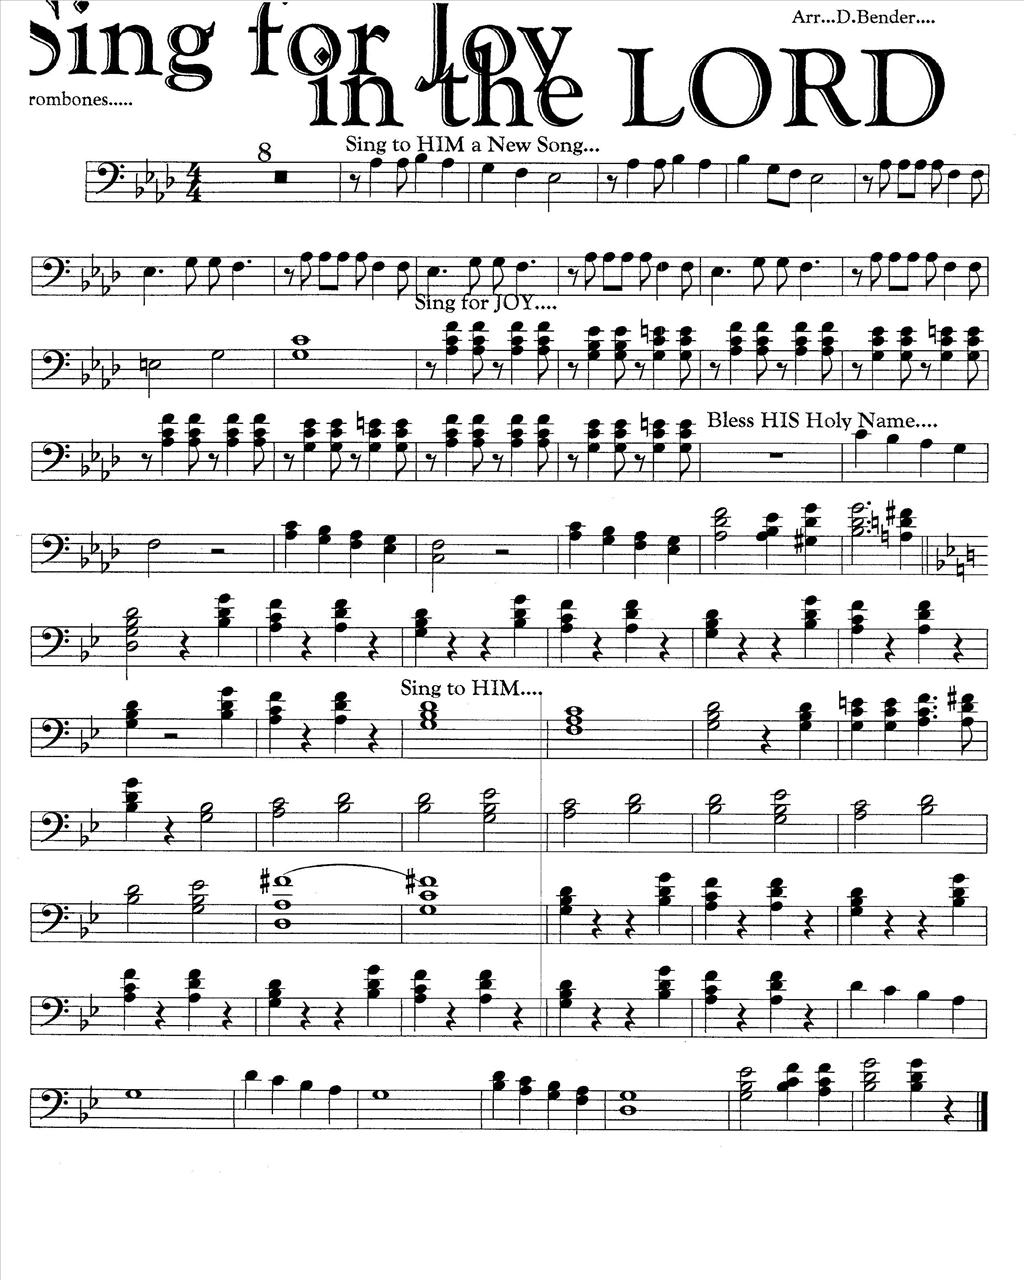 Arr...D.Bender....
Sing for Joy
in the LORD
rombones.....
Sing to HIM a New Song...
8
4
4
Sing for JOY....
Bless HIS Holy Name....
Sing to HIM....